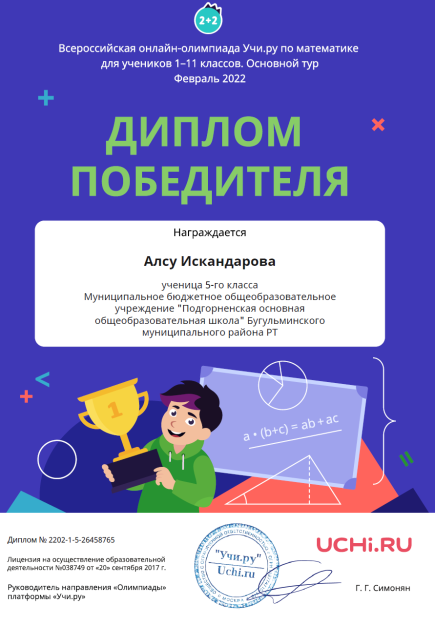 2+2
Всероссийская онлайн-олимпиада Учи.ру по математике
для учеников 1–11 классов. Основной тур
Февраль 2022
ДИПЛОМ
ПОБЕДИТЕЛЯ
Награждается
Алсу Искандарова
ученица 5-го класса
Муниципальное бюджетное общеобразовательное
учреждение "Подгорненская основная
общеобразовательная школа" Бугульминского
муниципального района РТ
1
a • (b+c) = ab + ac
Диплом № 2202-1-5-26458765
Лицензия на осуществление образовательной
деятельности №038749 от «20» сентября 2017 г.
Руководитель направления «Олимпиады»
платформы «Учи.ру»
"Учи.ру"
Uchi.ru
МОСКВА
UCHi.RU
Г. Г. Симонян